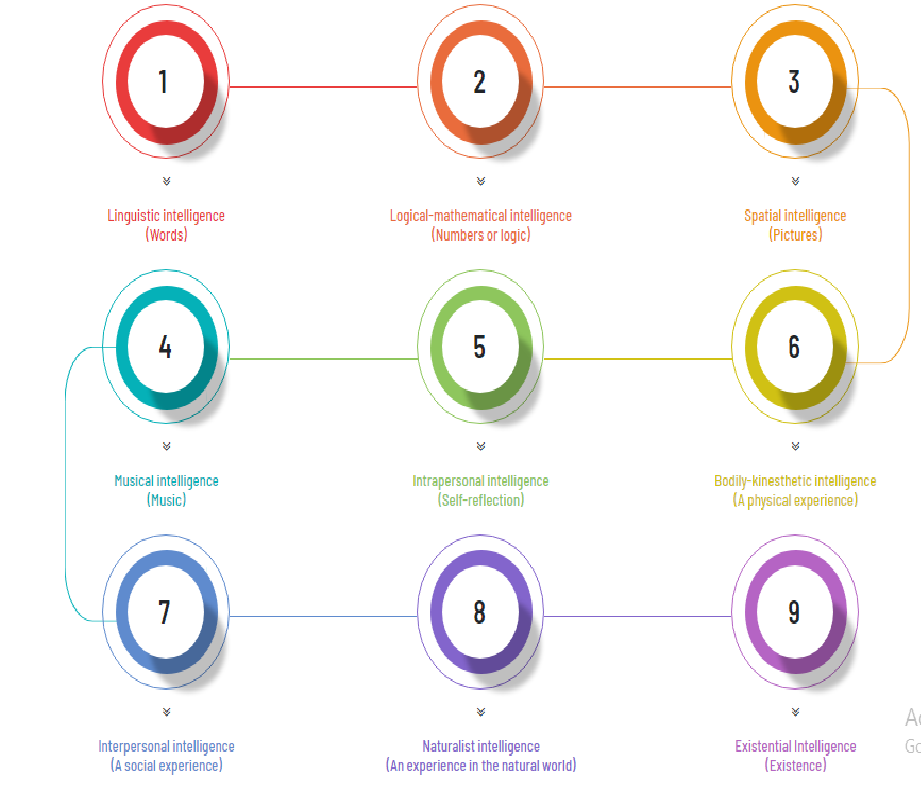 1
2
3
Linguistic intelligence
(Words)
Logical-mathematical intelligence
(Numbers or logic)
Spatial intelligence
(Pictures)
4
5
6
Musical intelligence
(Music)
Intrapersonal intelligence
(Self-reflection)
Bodily-kinesthetic intelligence
(A physical experience)
7
8
9
Interpersonal intelligence
(A social experience)
Naturalist intelligence
(An experience in the natural world)
Existential Intelligence
(Existence)